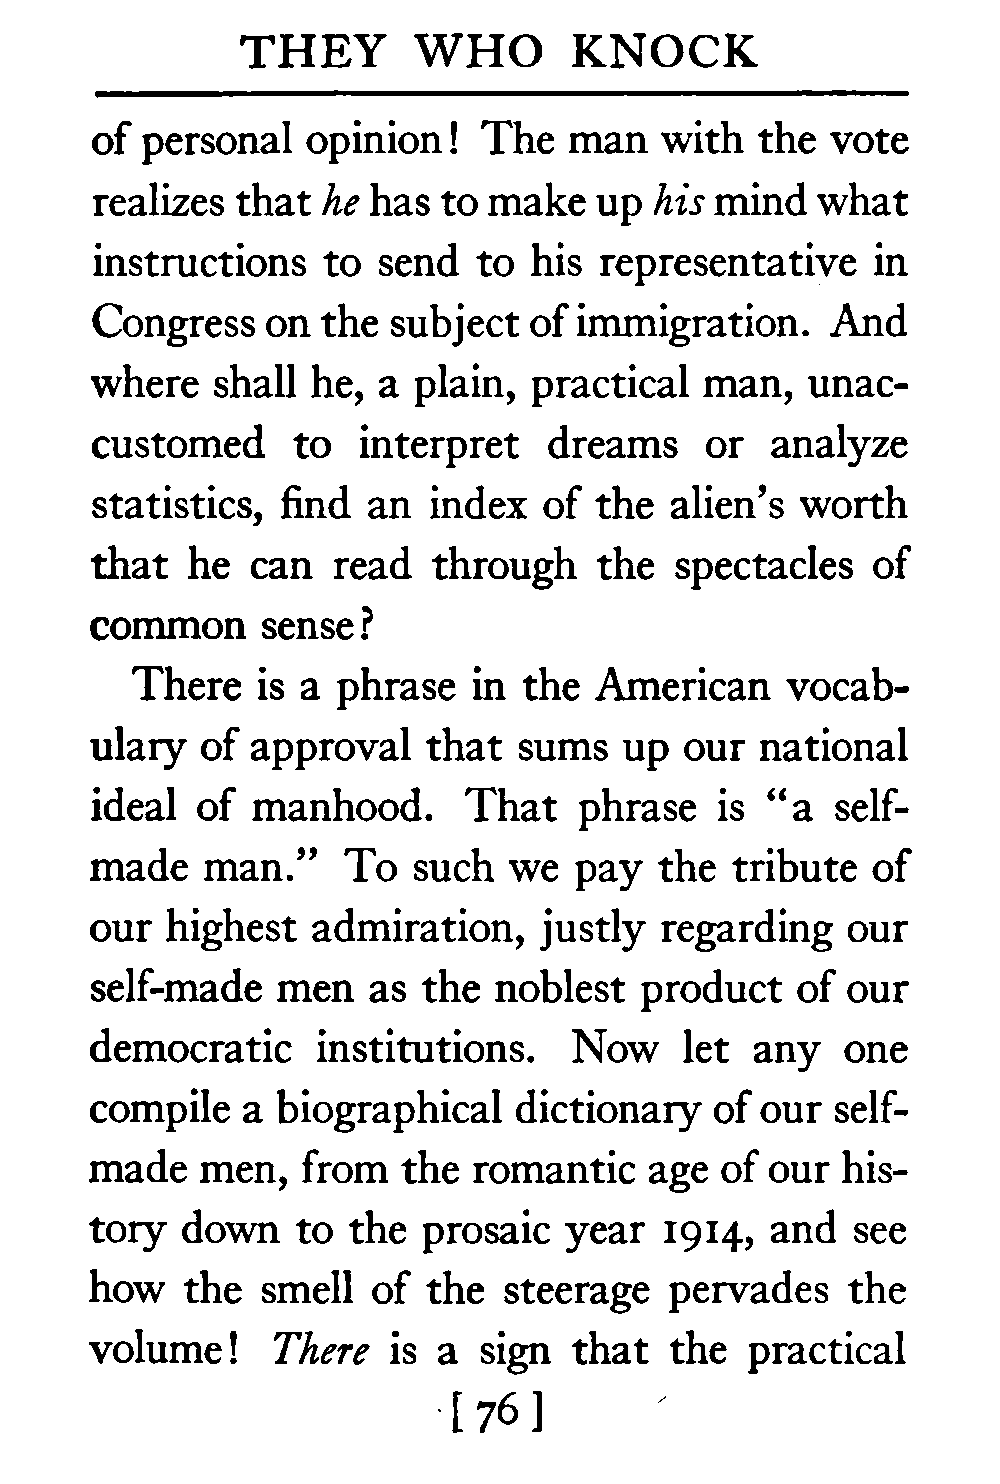 THEY WHO KNOCK
of personal opinion! The man with the vote
realizes that he has to make up his mind what
instructions to send to his representative in
Congress on the subject of immigration. And
where shall he, a plain, practical man, unac-
customed to interpret dreams or analyze
statistics, find an index of the alien's worth
that he can read through the spectacles of
common sense?
There is a phrase in the American vocab-
ulary of approval that sums up our national
ideal of manhood. That phrase is "a self-
made man." To such we pay the tribute of
our highest admiration, justly regarding our
self-made men as the noblest product of our
democratic institutions. Now let any one
compile a biographical dictionary of our self-
made men, from the romantic age of our his-
tory down to the prosaic year 1914, and see
how the smell of the steerage pervades the
volume! There is a sign that the practical
[ 76 ]